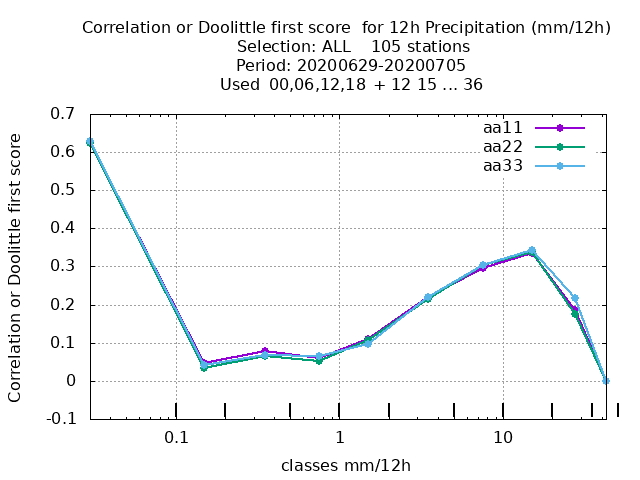 Correlation or Doolittle first score  for 12h Precipitation (mm/12h)
Selection: ALL    105 stations
Period: 20200629-20200705
Used  00,06,12,18  + 12 15 ... 36
aa11
aa22
aa33
0.7
0.6
0.5
0.4
0.3
0.2
0.1
0
-0.1
Correlation or Doolittle first score
0.1 1 10
classes mm/12h